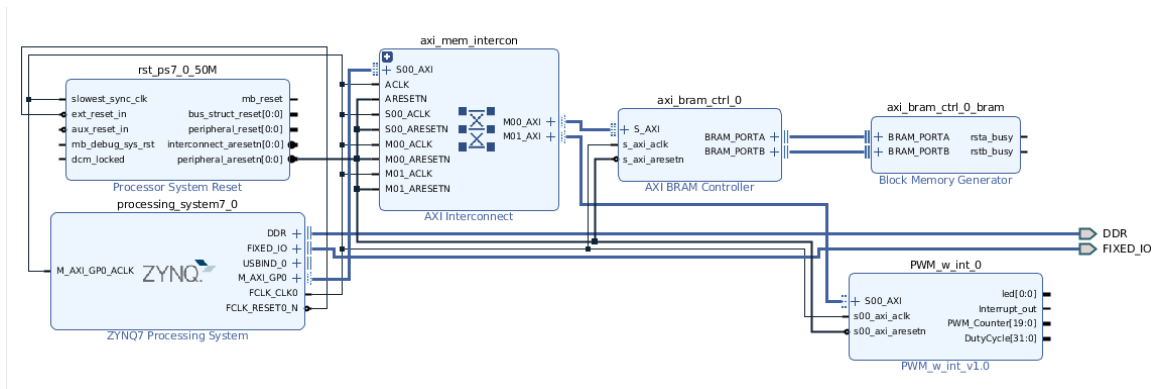 axi_mem_intercon
rst_ps7_0_50M
slowest_sync_clk
ext_reset_in
aux_reset_in
mb_debug_sys_rst
dcm_locked
mb_reset
bus_struct_reset[0:0]
peripheral_reset[0:0]
interconnect_aresetn[0:0]
peripheral_aresetn[0:0]
Processor System Reset
S00_AXI
ACLK
ARESETN
S00_ACLK
S00_ARESETN
M00_ACLK
M00_ARESETN
M01_ACLK
M01_ARESETN
M00_AXI
M01_AXI
AXI Interconnect
axi_bram_ctrl_0
S_AXI
s_axi_aclk
s_axi_aresetn
BRAM_PORTA
BRAM_PORTB
AXI BRAM Controller
axi_bram_ctrl_0_bram
BRAM_PORTA
BRAM_PORTB
rsta_busy
rstb_busy
Block Memory Generator
processing_system7_0
M_AXI_GP0_ACLK
ZYNQ.
DDR
FIXED_IO
USBIND_0
M_AXI_GP0
FCLK_CLK0
FCLK_RESET0_N
ZYNQ7 Processing System
DDR
FIXED_IO
PWM_w_int_0
S00_AXI
s00_axi_aclk
s00_axi_aresetn
led[0:0]
Interrupt_out
PWM_Counter[19:0]
DutyCycle[31:0]
PWM_w_int_v1.0